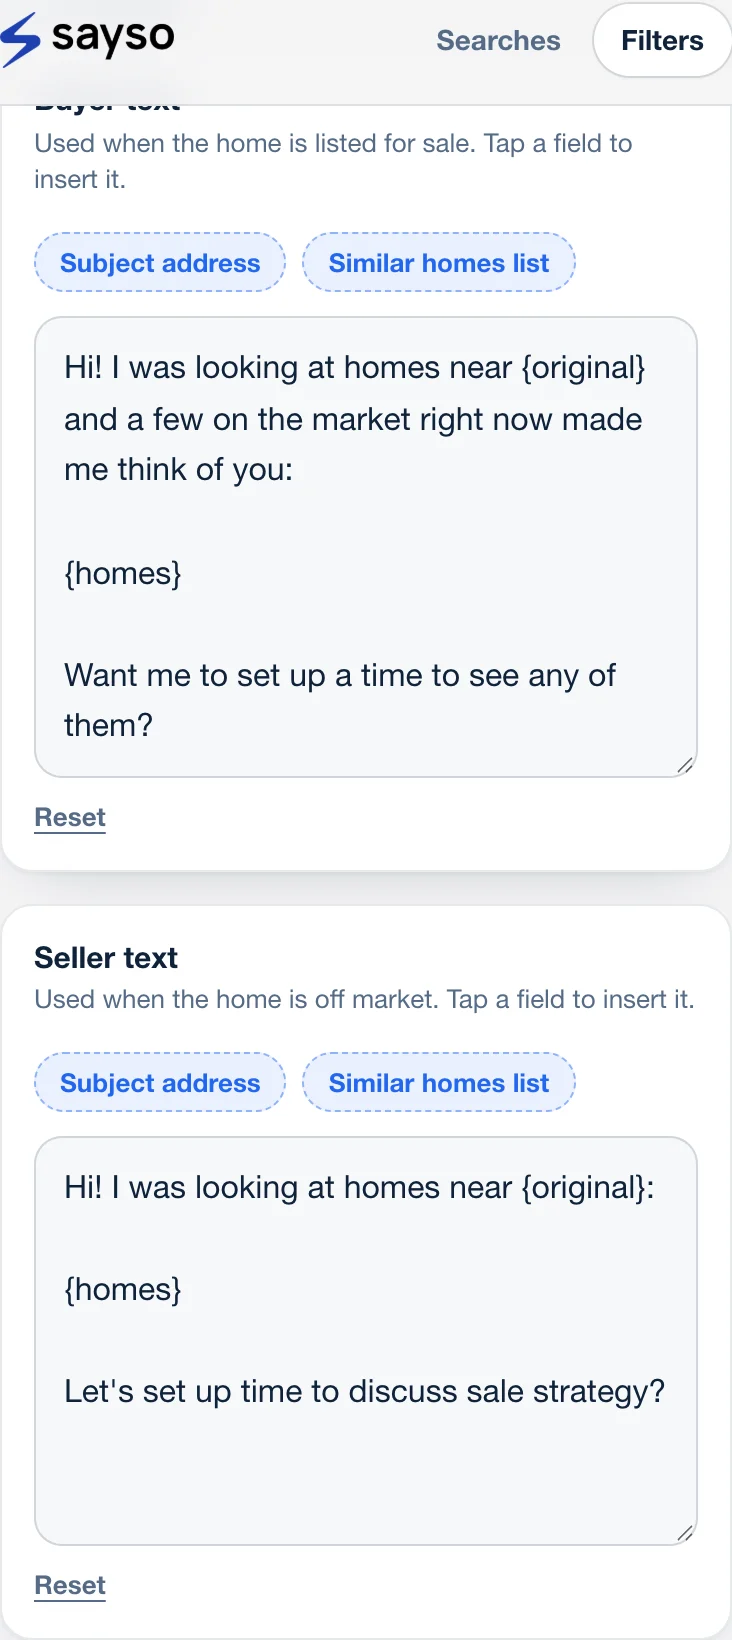 sayso
Searches
Filters
Buyer text
Used when the home is listed for sale. Tap a field to
insert it.
Subject address
Similar homes list
Hi! I was looking at homes near {original}
and a few on the market right now made
me think of you:
{homes}
Want me to set up a time to see any of
them?
Reset
Seller text
Used when the home is off market. Tap a field to insert it.
Subject address
Similar homes list
Hi! I was looking at homes near {original}:
{homes}
Let's set up time to discuss sale strategy?
Reset